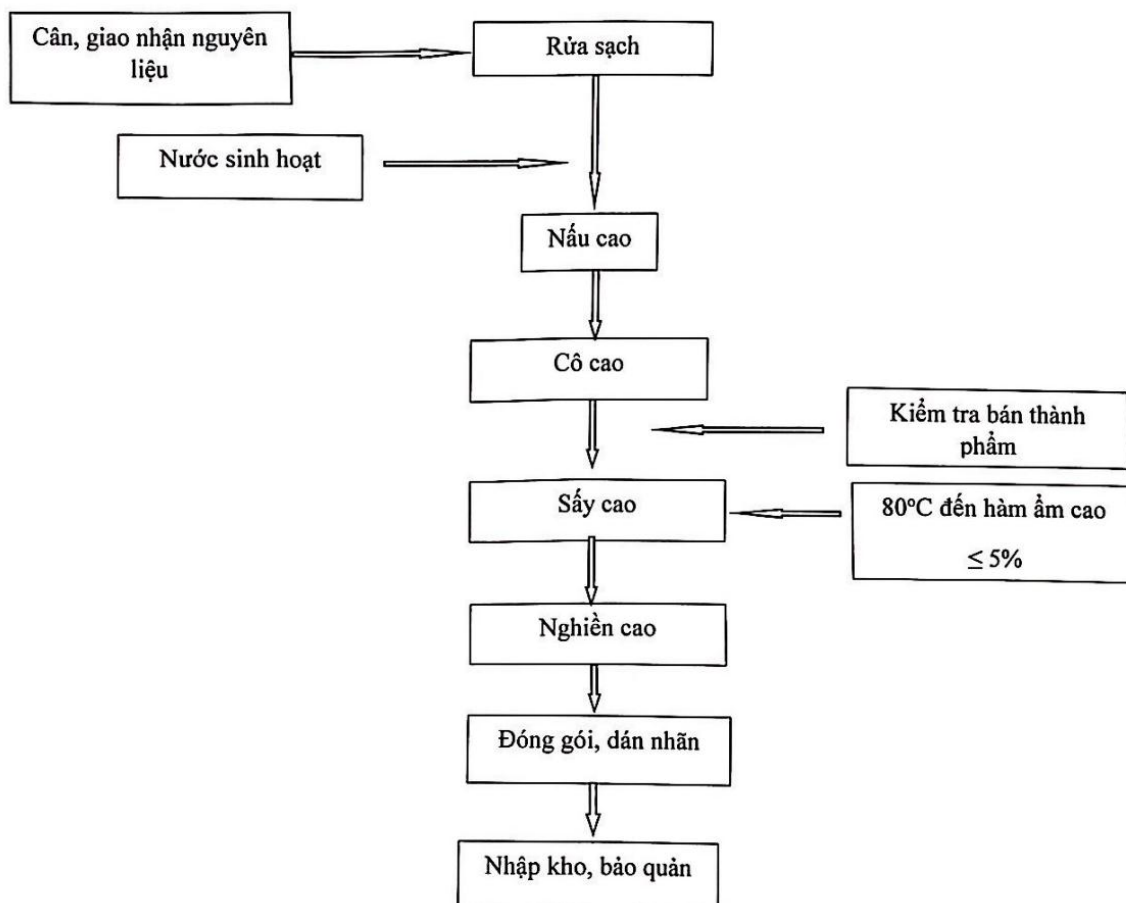 Cân, giao nhận nguyên
liệu
Rửa sạch
Nước sinh hoạt
Nấu cao
Cô cao
Kiểm tra bán thành
phẩm
Sấy cao
80°C đến hàm ẩm cao
≤ 5%
Nghiền cao
Đóng gói, dán nhãn
Nhập kho, bảo quản